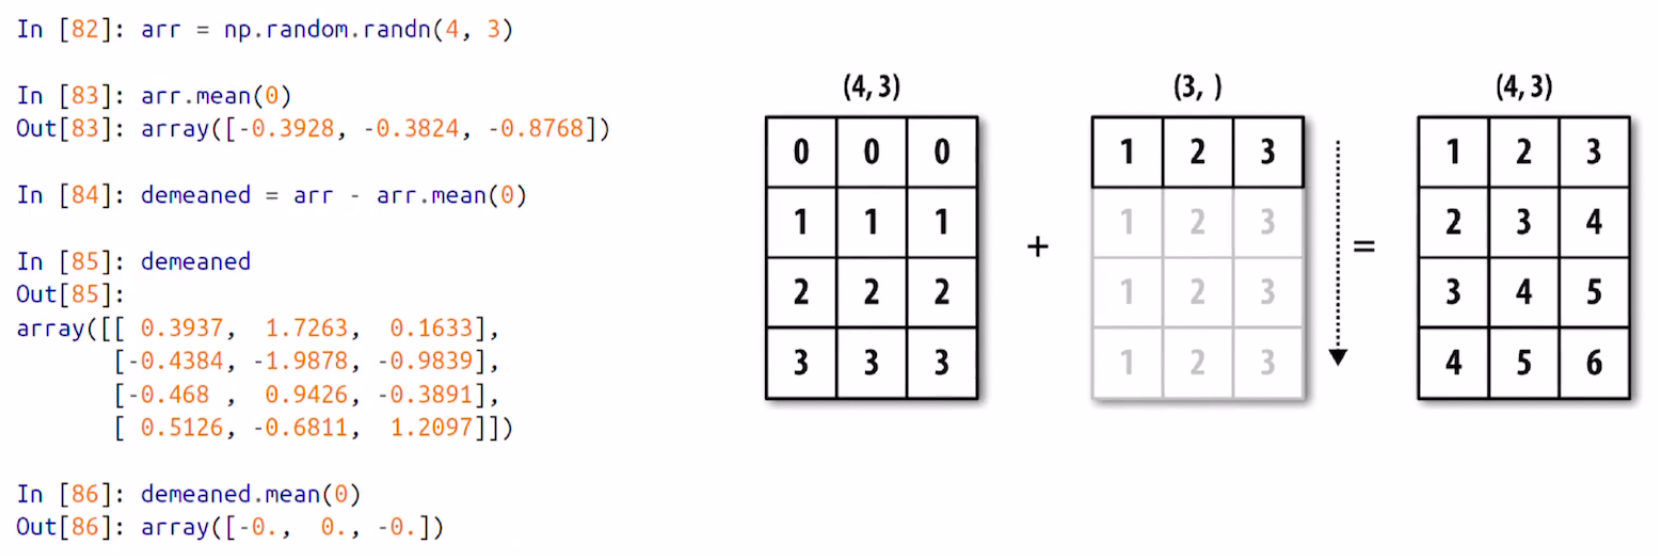 In [82]: arr = np.random.randn(4, 3)
In [83]: arr.mean(0)
Out[83]: array([-0.3928, -0.3824, -0.8768])
In [84]: demeaned = arr - arr.mean(0)
In [85]: demeaned
Out[85]:
array([[ 0.3937,  1.7263,  0.1633],
       [-0.4384, -1.9878, -0.9839],
       [-0.468 ,  0.9426, -0.3891],
       [ 0.5126, -0.6811,  1.2097]])
In [86]: demeaned.mean(0)
Out[86]: array([-0.,  0., -0.])
(4, 3)
0 0 0
1 1 1
2 2 2
3 3 3
+
(3, )
1 2 3
1 2 3
1 2 3
1 2 3
=
(4, 3)
1 2 3
2 3 4
3 4 5
4 5 6